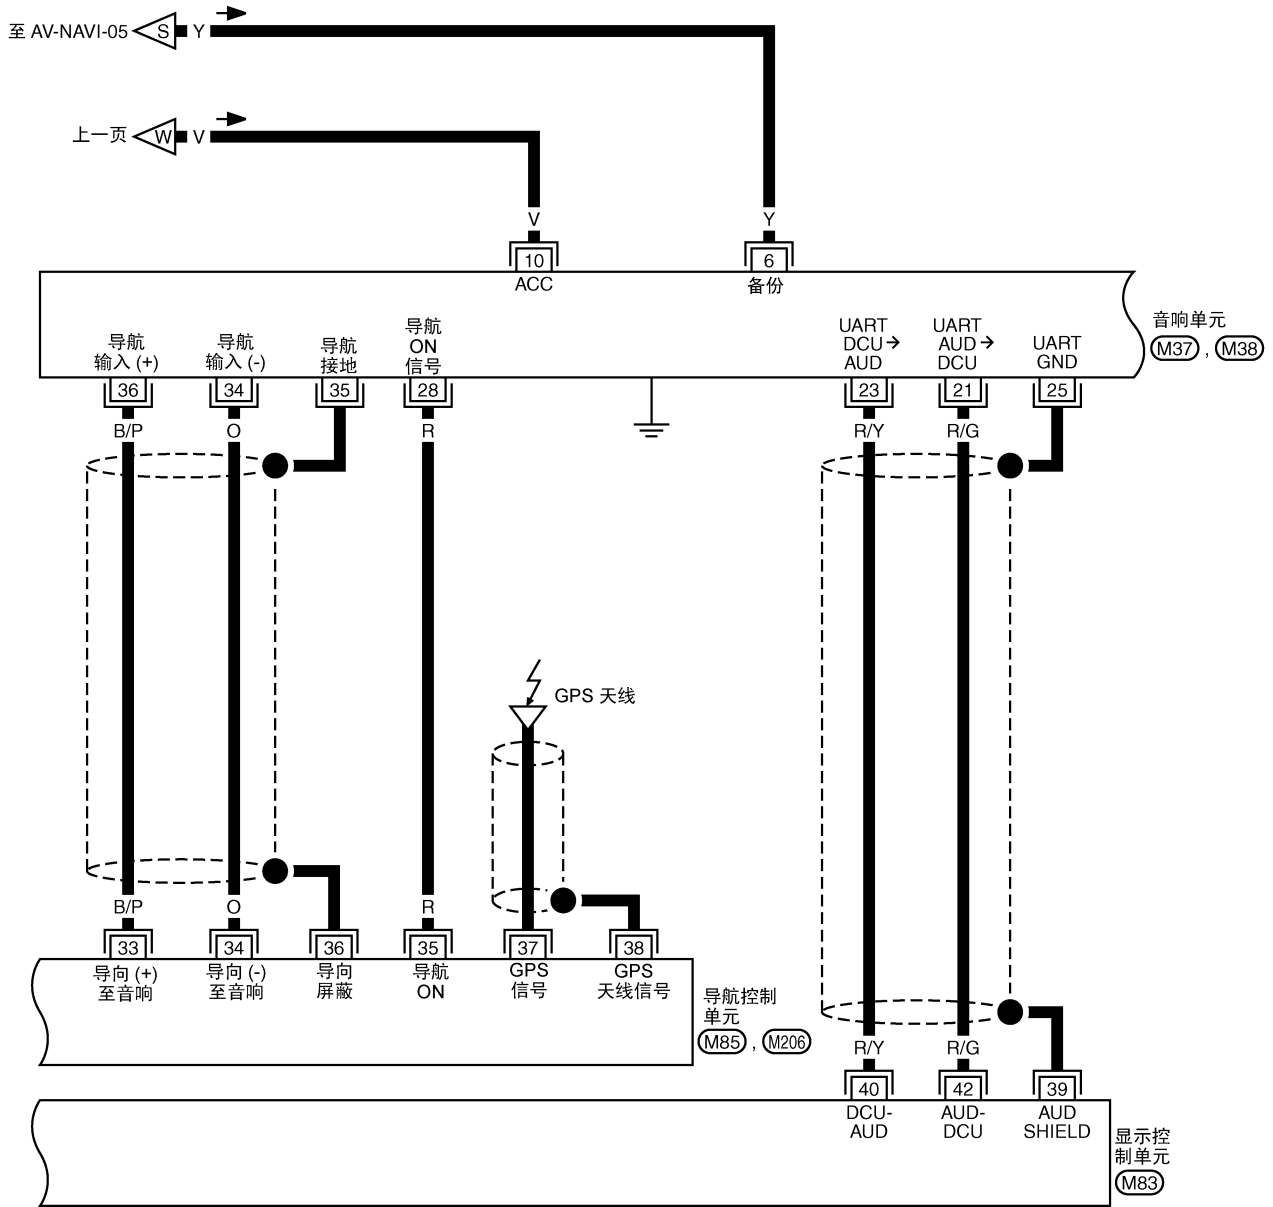 至 AV-NAVI-05 S Y
上一页 W V
V Y
10 6
ACC 备份
导航
输入 (+)
导航
输入 (-)
导航
接地
导航
ON
信号
UART
DCU
AUD
UART
AUD
DCU
UART
GND
音响单元
M37 , M38
36 34 35 28 23 21 25
B/P O R R/Y R/G
GPS 天线
B/P O R
33 34 36 35 37 38
导向 (+)
至音响
导向 (-)
至音响
导向
屏蔽
导航
ON
GPS
信号
GPS
天线信号
导航控制
单元
M85 , M206
R/Y R/G
40 42 39
DCU-
AUD
AUD-
DCU
AUD
SHIELD
显示控
制单元
M83